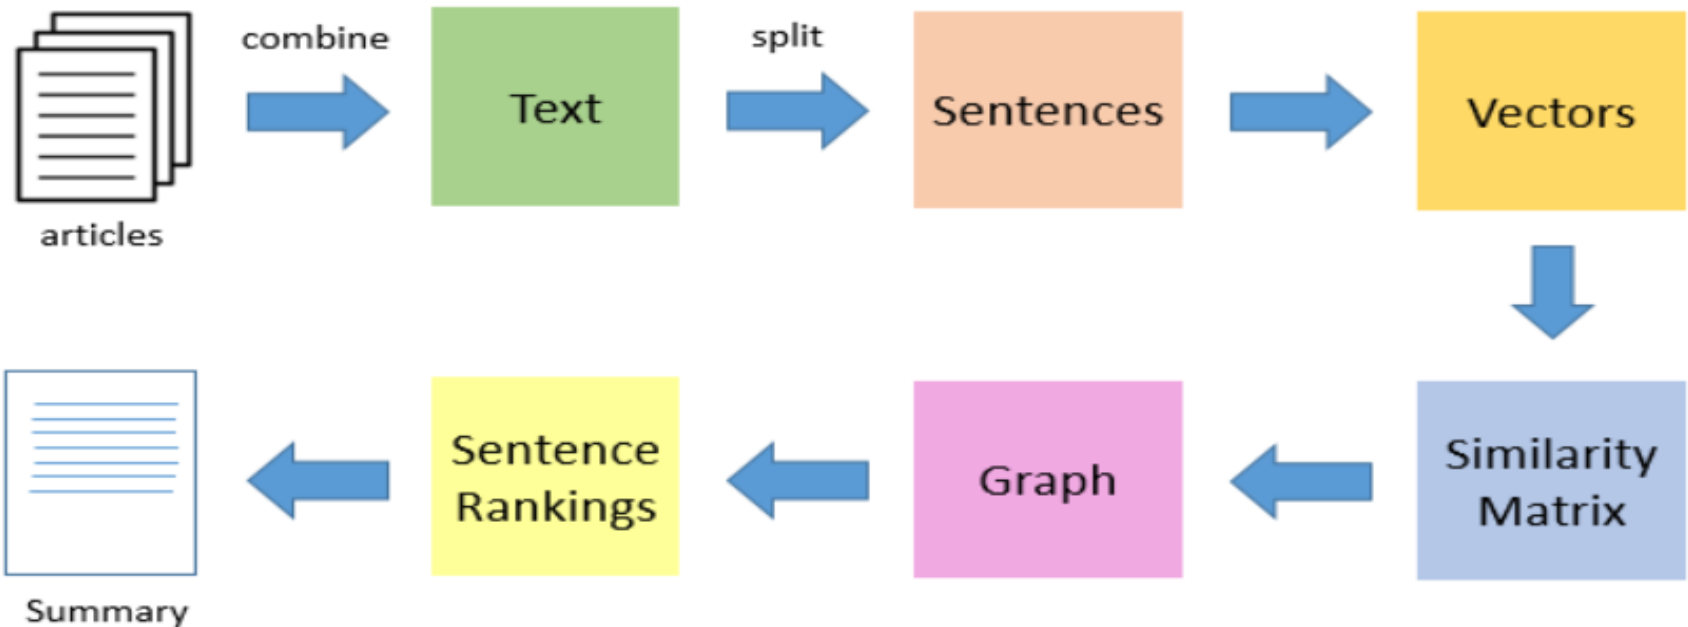 combine
split
Text
Sentences
Vectors
articles
Similarity
Matrix
Graph
Sentence
Rankings
Summary